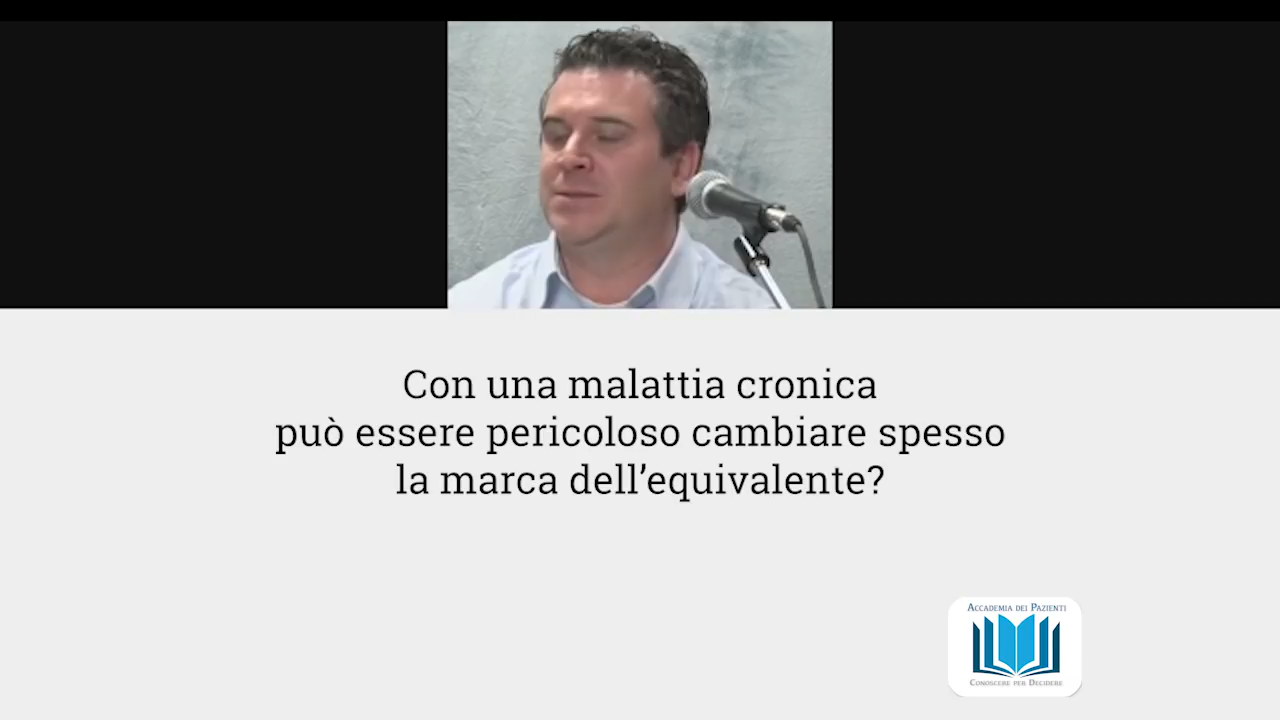 Con una malattia cronica
può essere pericoloso cambiare spesso
la marca dell’equivalente?
Accademia dei Pazienti
Conoscere per Decidere